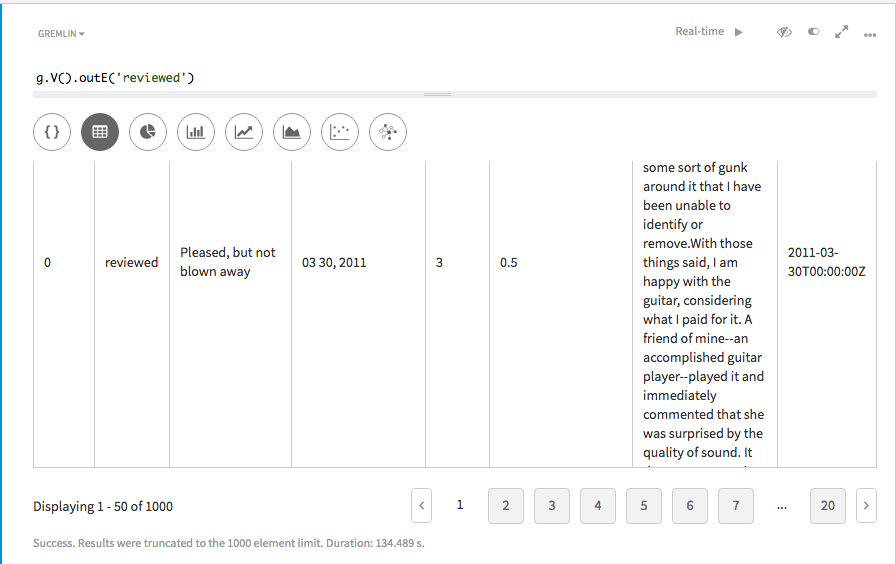 GREMLIN
Real-time
g.V().outE('reviewed')
{ }
0
reviewed
Pleased, but not
blown away
03 30, 2011
3
0.5
some sort of gunk
around it that I have
been unable to
identify or
remove.With those
things said, I am
happy with the
guitar, considering
what I paid for it. A
friend of mine--an
accomplished guitar
player--played it and
immediately
commented that she
was surprised by the
quality of sound. It
2011-03-
30T00:00:00Z
Displaying 1 - 50 of 1000
< 1 2 3 4 5 6 7 ... 20 >
Success. Results were truncated to the 1000 element limit. Duration: 134.489 s.